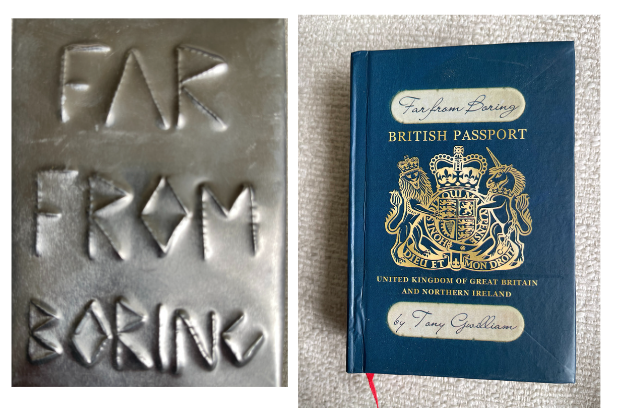 FAR
FROM
BORING
Far from Boring
BRITISH PASSPORT
DIEU ET MON DROIT
UNITED KINGDOM OF GREAT BRITAIN
AND NORTHERN IRELAND
by Tony Gwilliam